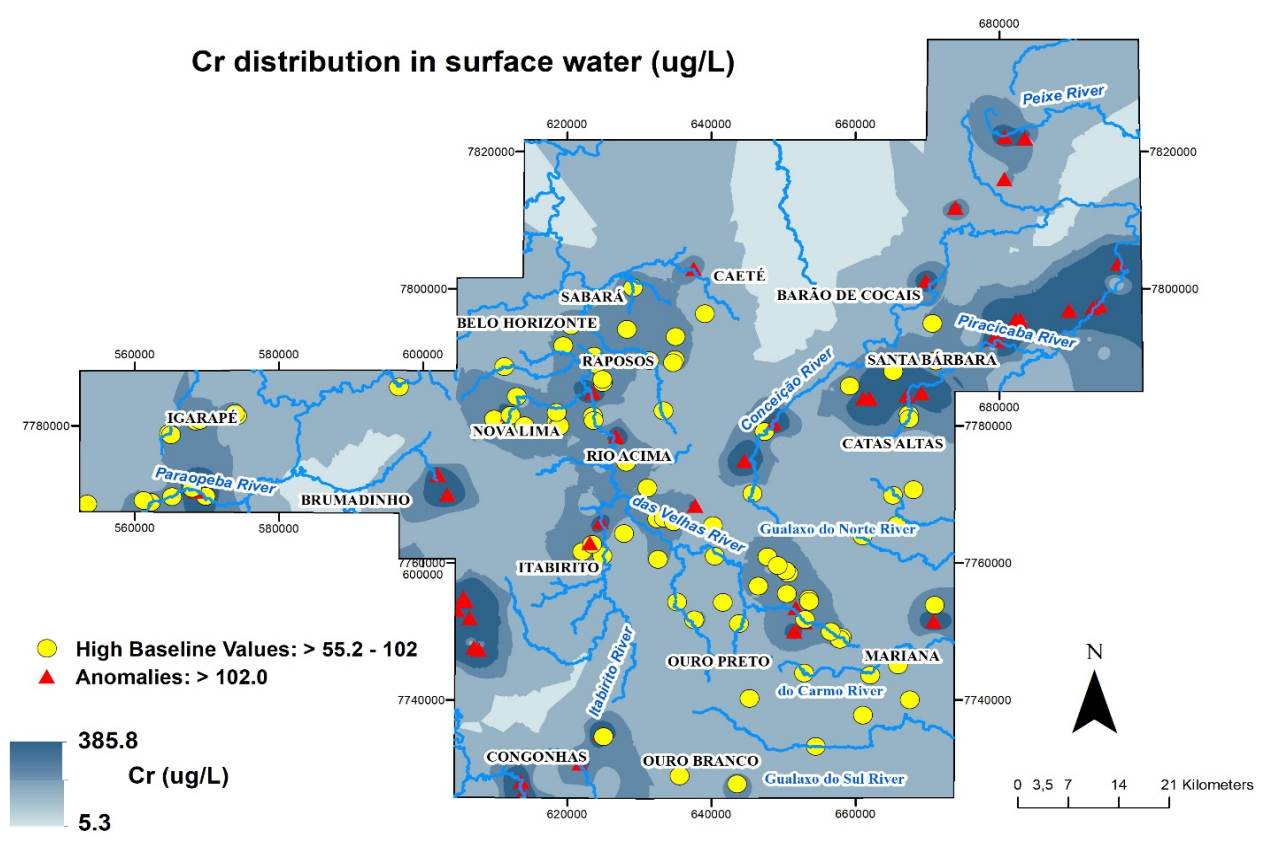 680000
Cr distribution in surface water (ug/L)
Peixe River
620000
640000
660000
7820000
7820000
CAETÉ
7800000
SABARÁ
BARÃO DE COCAIS
7800000
BELO HORIZONTE
Piracicaba River
560000
580000
600000
RAPOSOS
SANTA BÁRBARA
Conceição River
680000
IGARAPÉ
7780000
NOVA LIMA
7780000
CATAS ALTAS
RIO ACIMA
Paraopeba River
BRUMADINHO
das Velhas River
560000
580000
Gualaxo do Norte River
7760000
600000
ITABIRITO
7760000
High Baseline Values: > 55.2 - 102
Anomalies: > 102.0
Itabirito River
OURO PRETO
MARIANA
N
do Carmo River
7740000
7740000
385.8
Cr (ug/L)
5.3
CONGONHAS
OURO BRANCO
Gualaxo do Sul River
0 3,5 7 14 21 Kilometers
620000
640000
660000